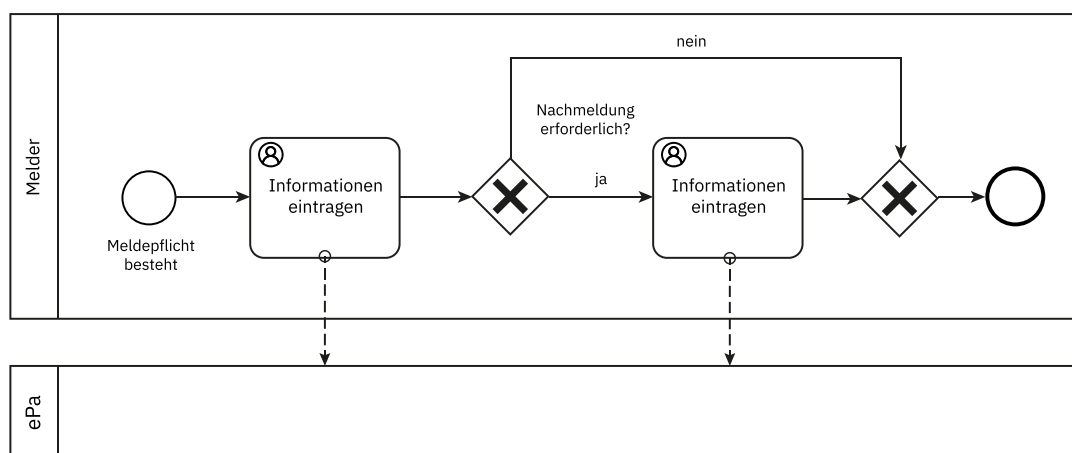 Melder
Meldepflicht
besteht
Informationen
eintragen
Nachmeldung
erforderlich?
nein
ja
Informationen
eintragen
ePa